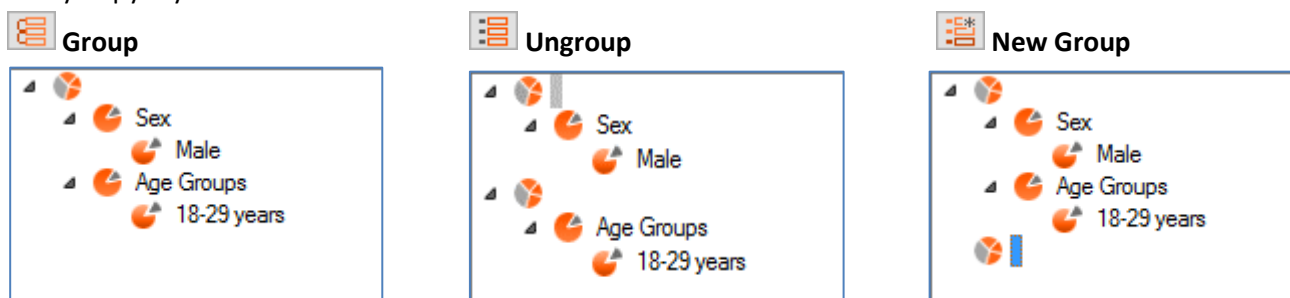 Group
Sex
Male
Age Groups
18-29 years
Ungroup
Sex
Male
Age Groups
18-29 years
New Group
Sex
Male
Age Groups
18-29 years